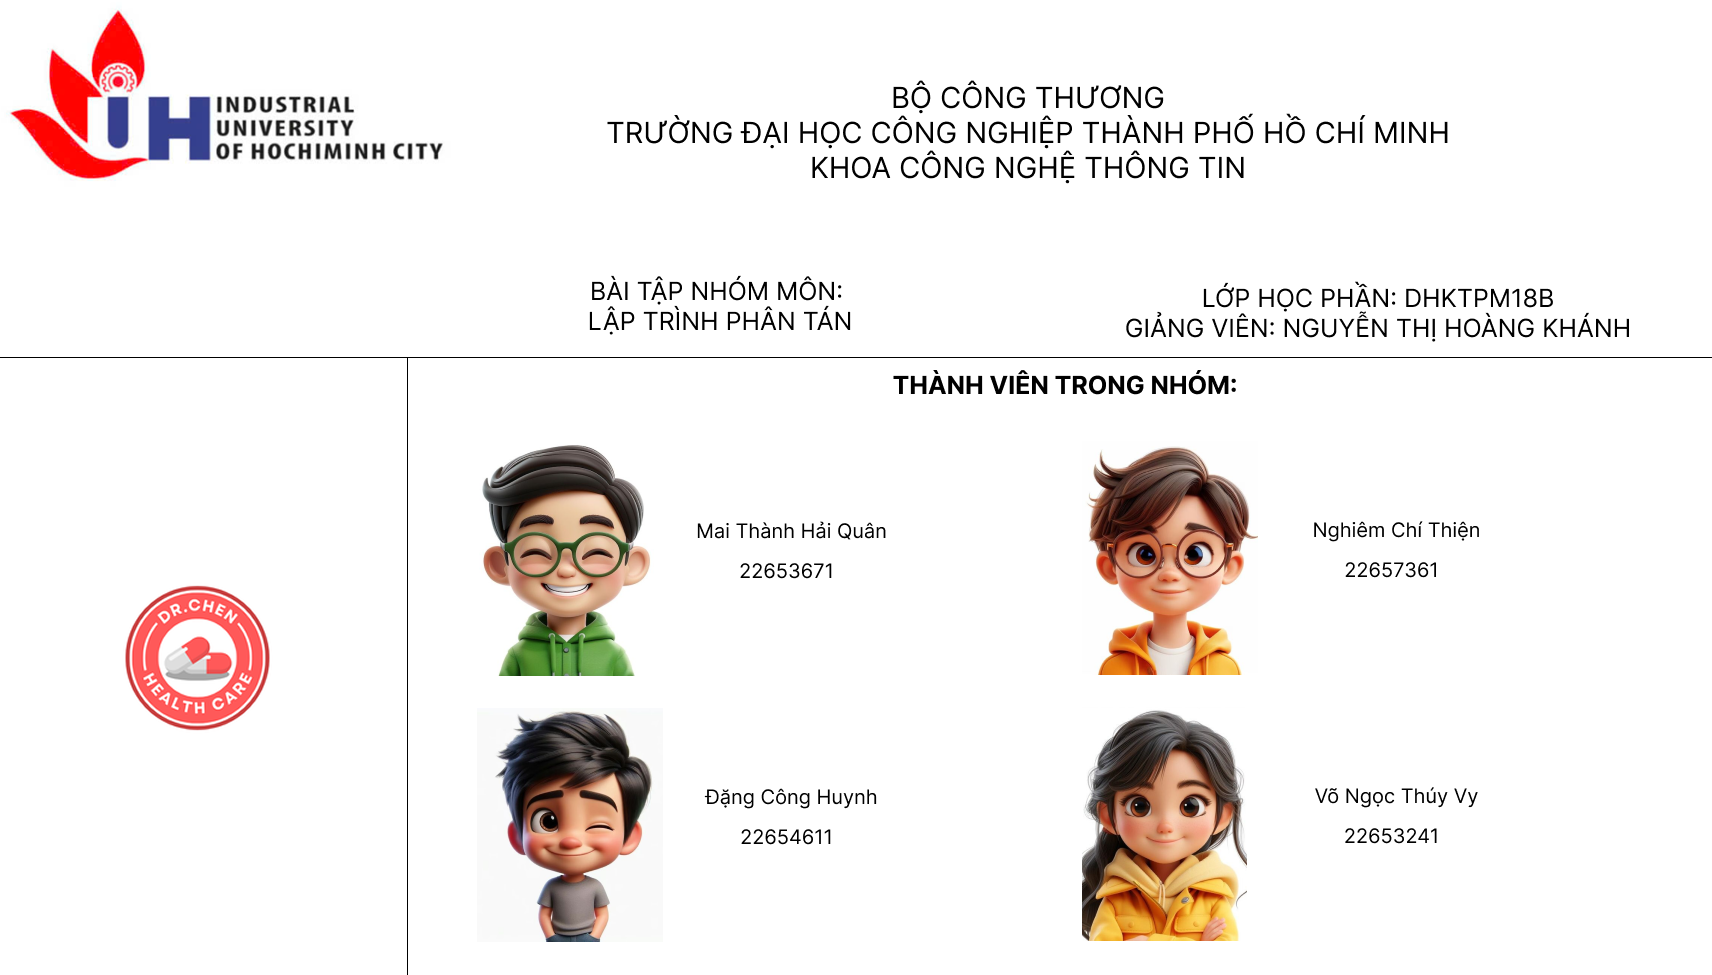 INDUSTRIAL
UNIVERSITY
OF HOCHIMINH CITY
IUH
BỘ CÔNG THƯƠNG
TRƯỜNG ĐẠI HỌC CÔNG NGHIỆP THÀNH PHỐ HỒ CHÍ MINH
KHOA CÔNG NGHỆ THÔNG TIN
BÀI TẬP NHÓM MÔN:
LẬP TRÌNH PHÂN TÁN
LỚP HỌC PHẦN: DHKTPM18B
GIẢNG VIÊN: NGUYỄN THỊ HOÀNG KHÁNH
THÀNH VIÊN TRONG NHÓM:
Mai Thành Hải Quân
22653671
Nghiêm Chí Thiện
22657361
DR.CHEN
HEALTH CARE
Đặng Công Huynh
22654611
Võ Ngọc Thúy Vy
22653241